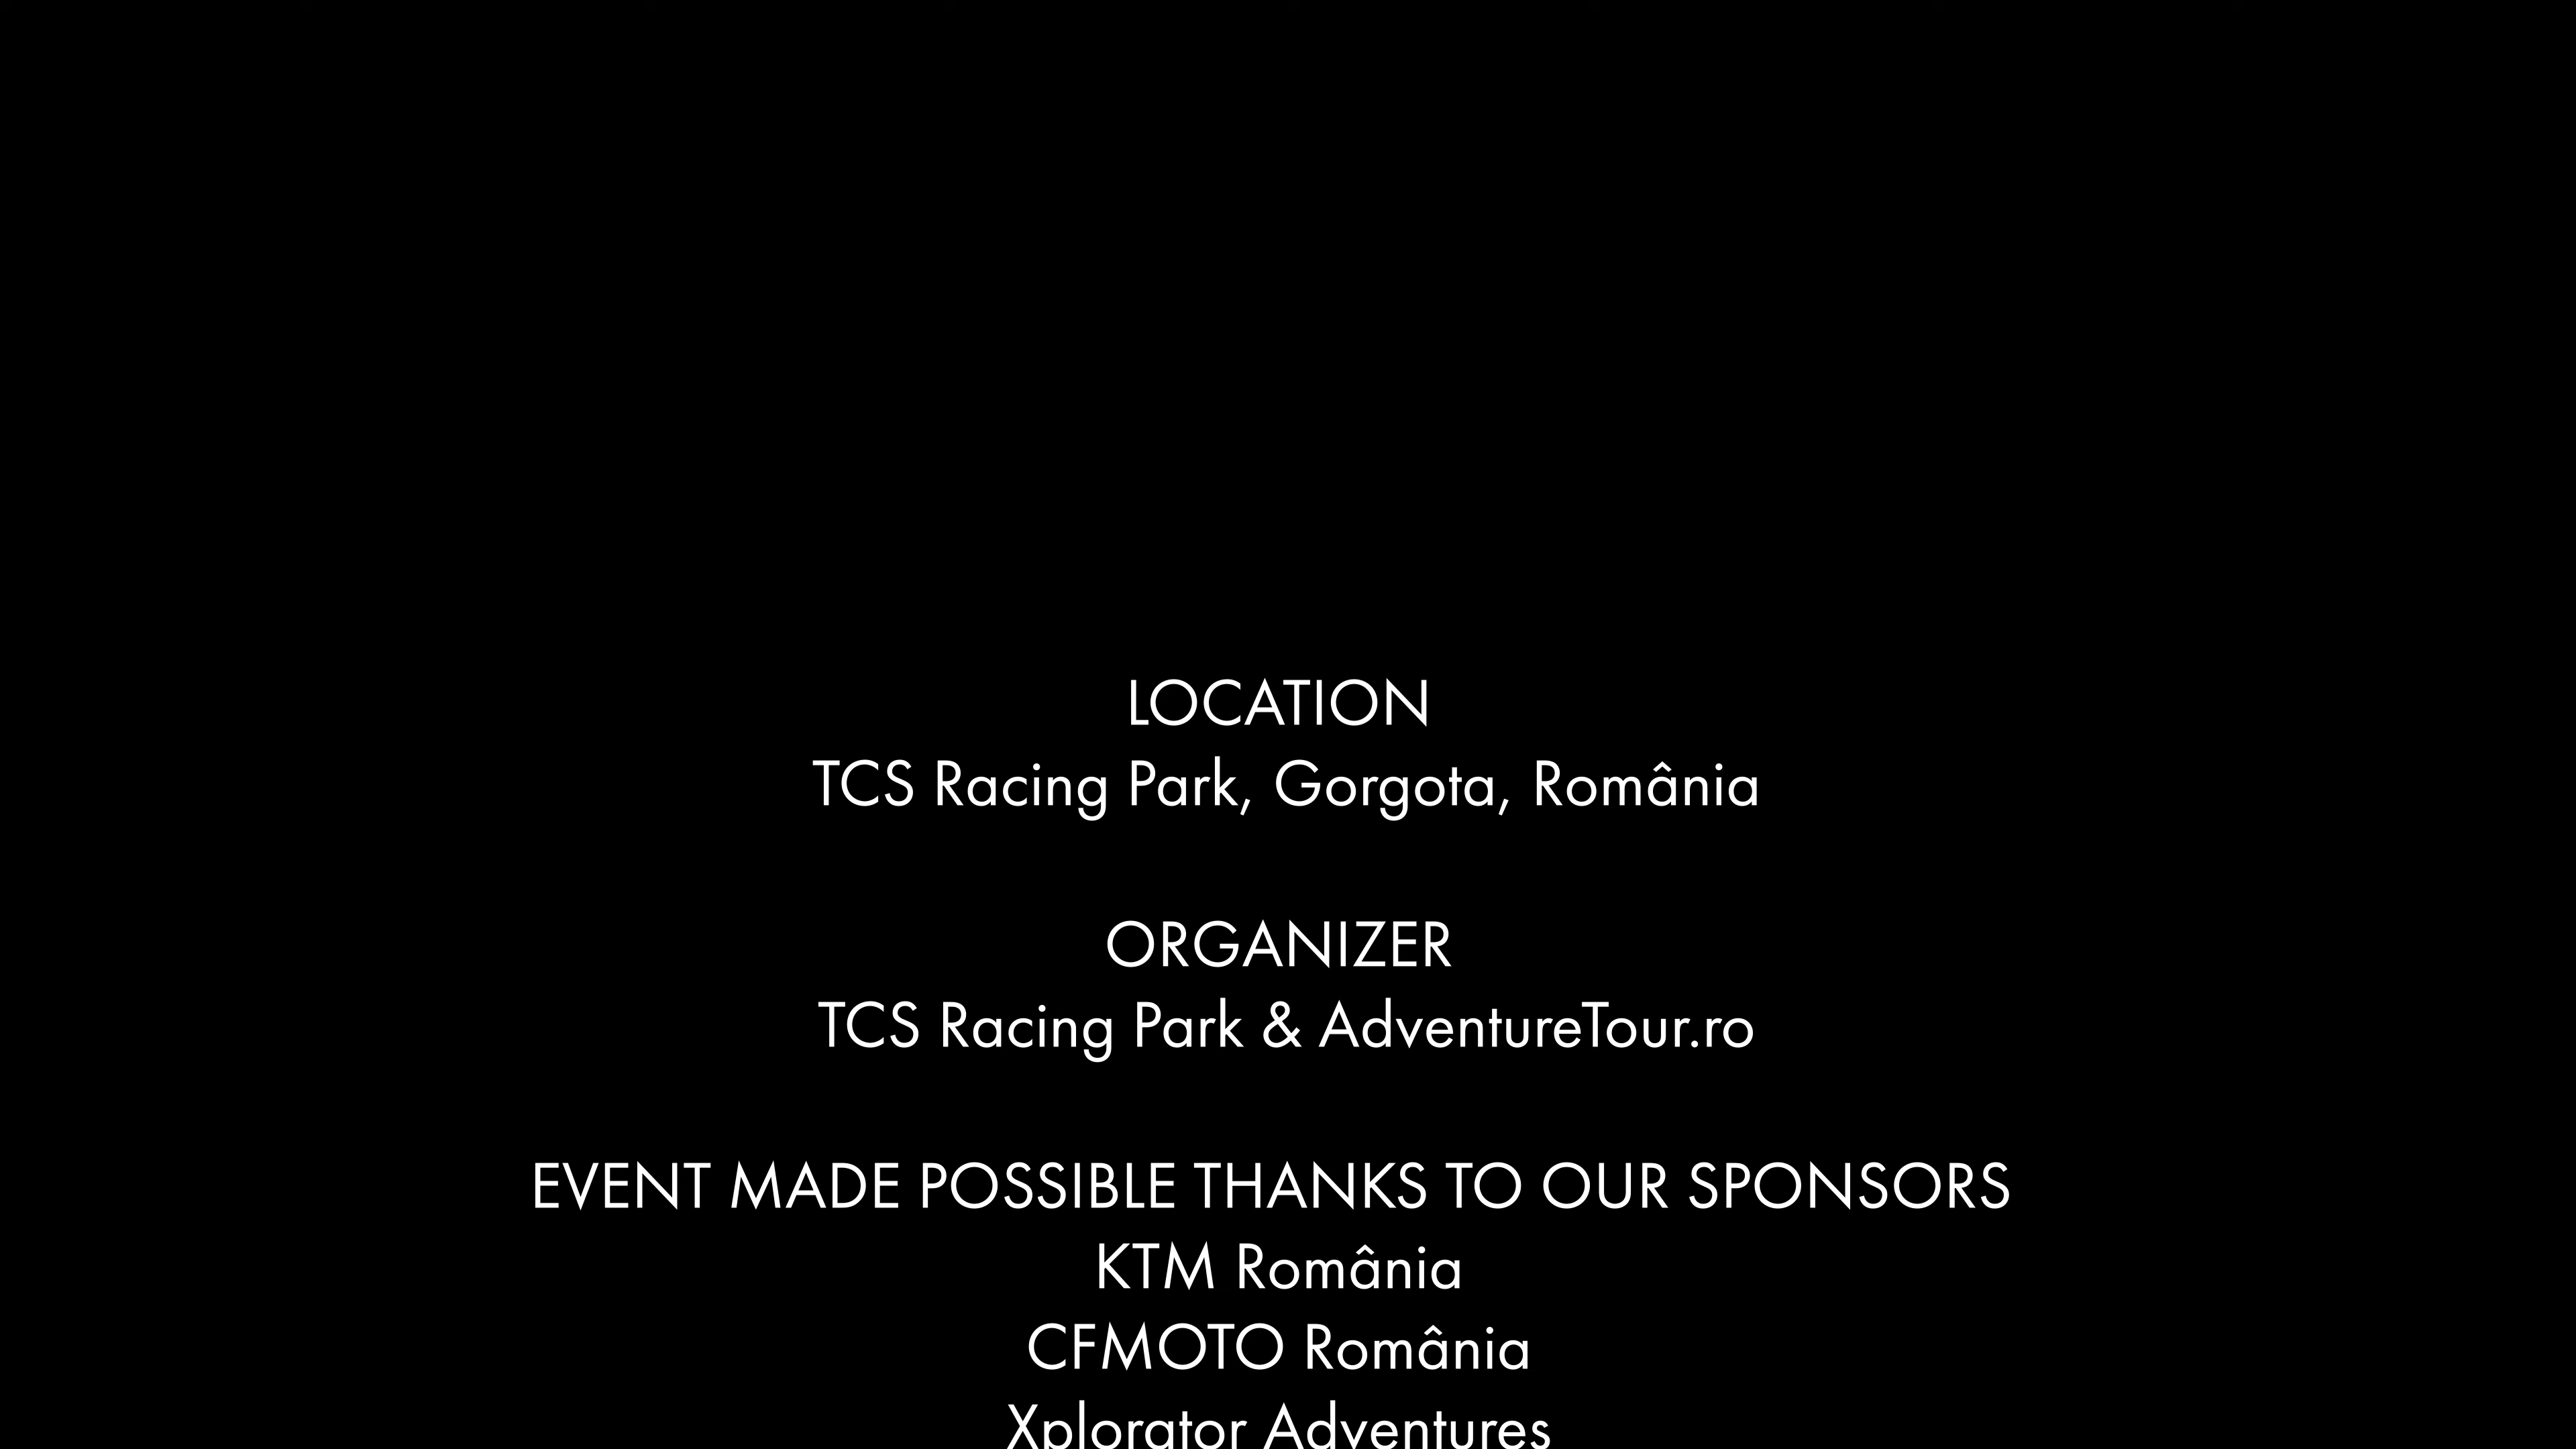 LOCATION
TCS Racing Park, Gorgota, România
ORGANIZER
TCS Racing Park & AdventureTour.ro
EVENT MADE POSSIBLE THANKS TO OUR SPONSORS
KTM România
CFMOTO România
Xplorator Adventures